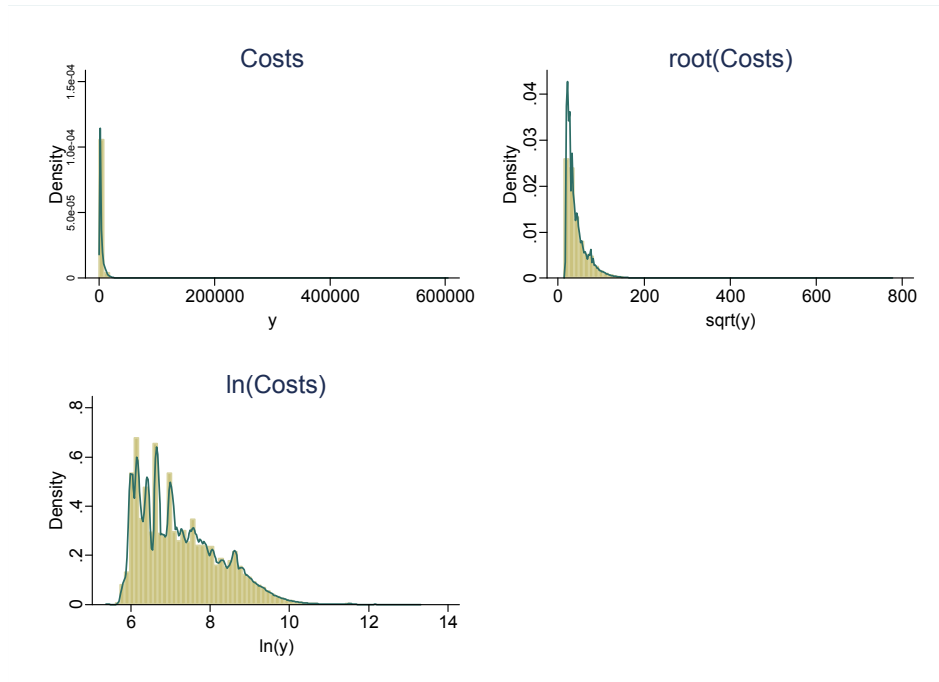 Costs
Density
0 5.0e-05 1.0e-04 1.5e-04
0 200000 400000 600000
y
root(Costs)
Density
0 .01 .02 .03 .04
0 200 400 600 800
sqrt(y)
ln(Costs)
Density
0 .2 .4 .6 .8
6 8 10 12 14
ln(y)